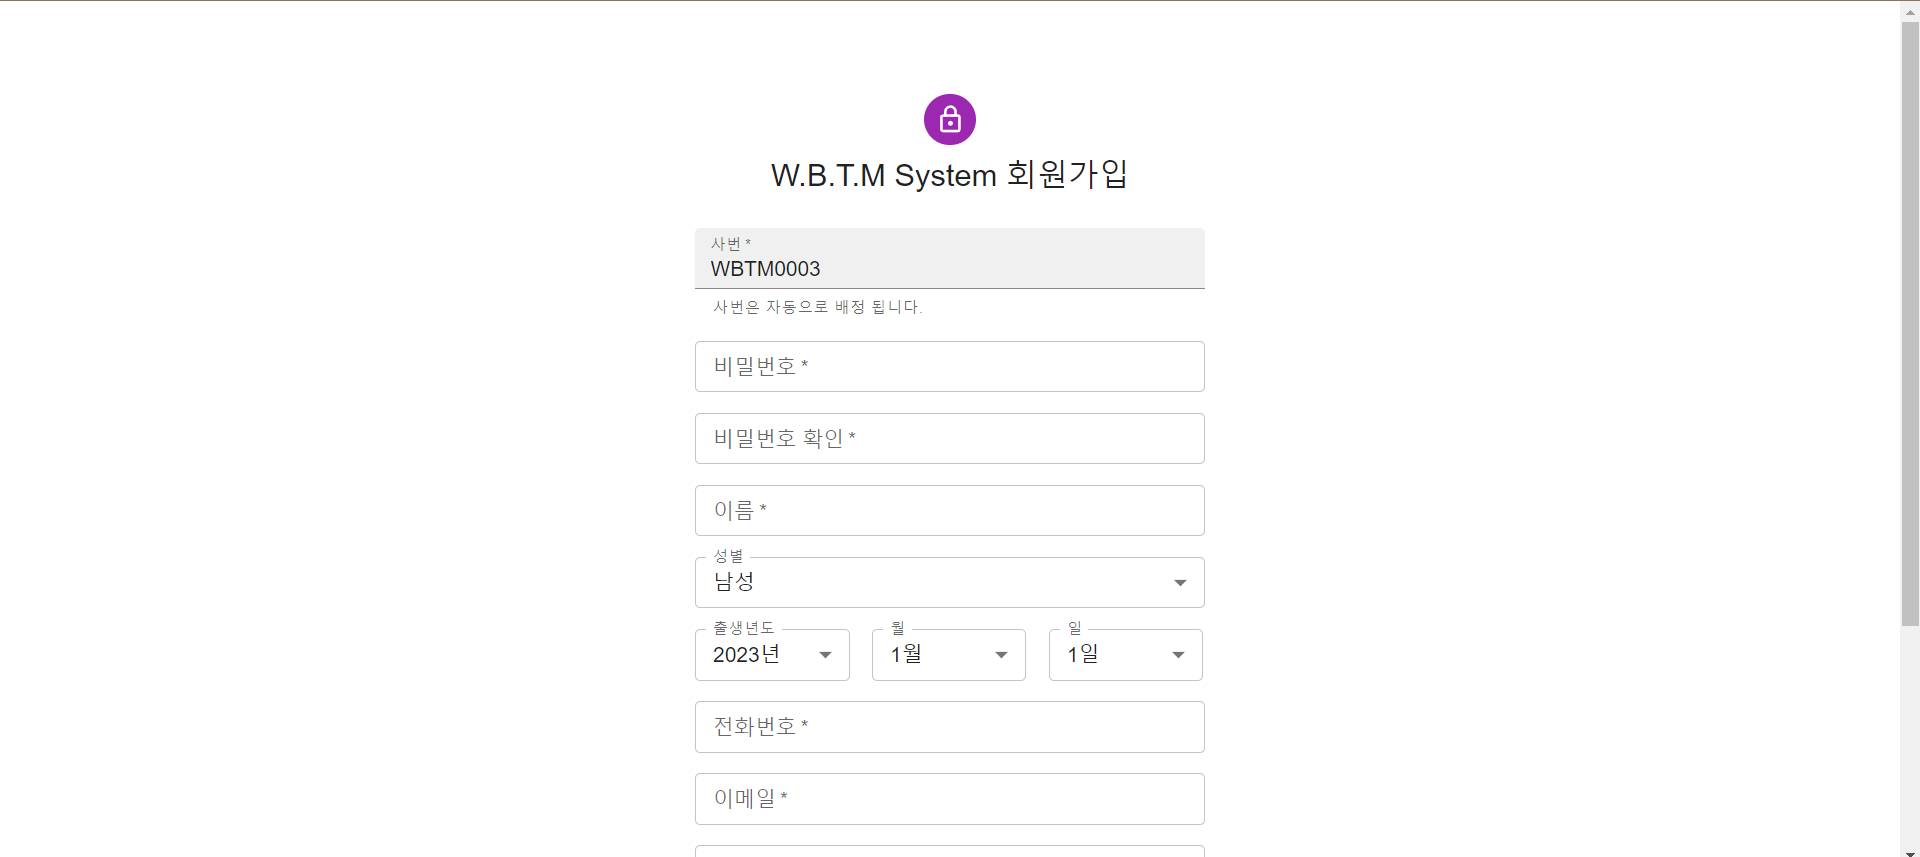 W.B.T.M System 회원가입
사번 *
WBTM0003
사번은 자동으로 배정 됩니다.
비밀번호 *
비밀번호 확인 *
이름 *
성별
남성
출생년도 월 일
2023년 1월 1일
전화번호 *
이메일 *